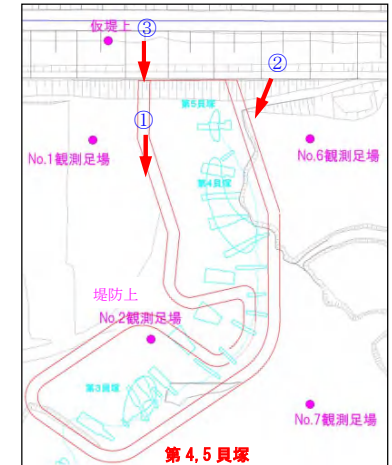 仮堤上
③
②
①
第5貝塚
No.1観測足場
No.6観測足場
第4貝塚
堤防上
No.2観測足場
第3貝塚
No.7観測足場
第4,5貝塚